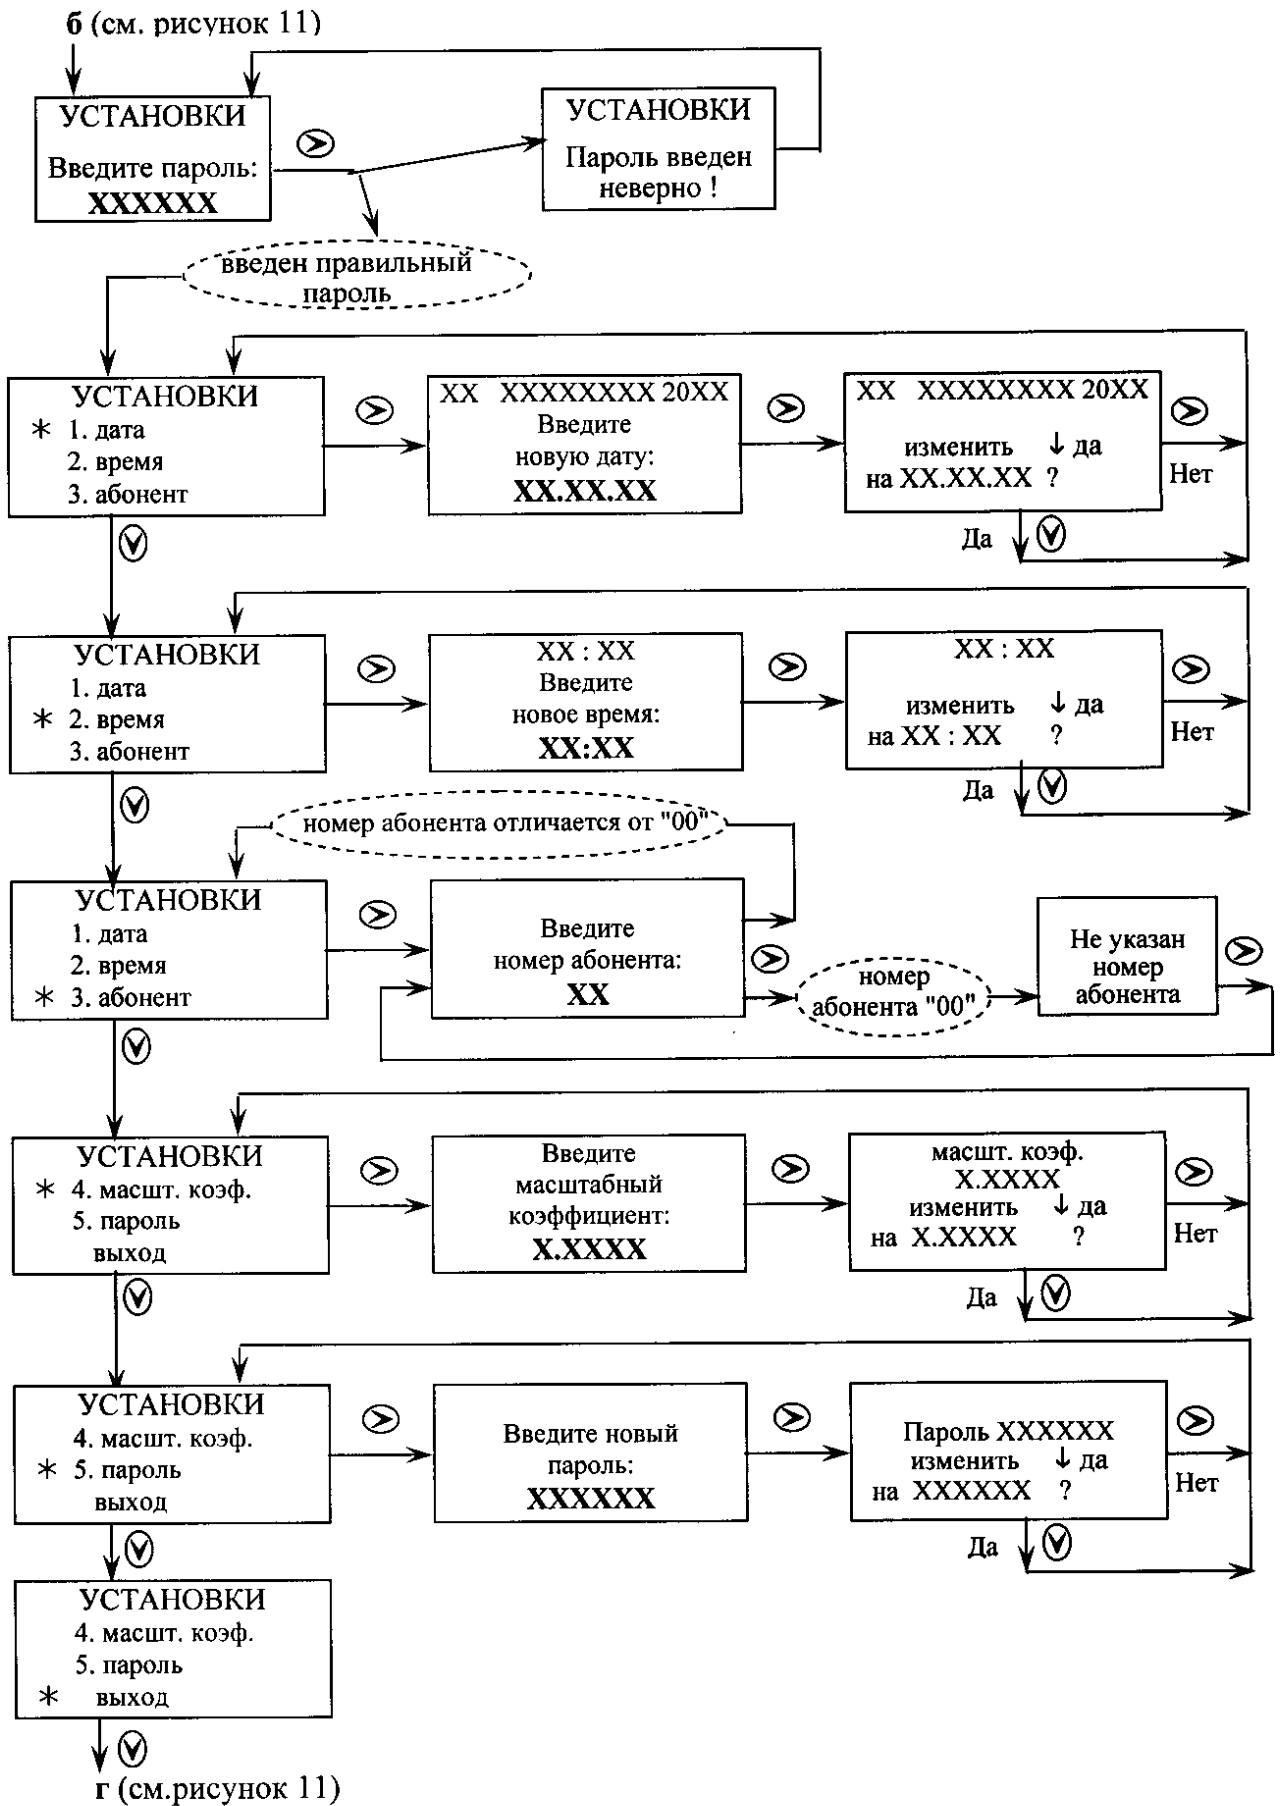 б (см. рисунок 11)
УСТАНОВКИ
Введите пароль:
XXXXXX
УСТАНОВКИ
Пароль введен
неверно !
введен правильный
пароль
УСТАНОВКИ
* 1. дата
2. время
3. абонент
XX XXXXXXXX 20XX
Введите
новую дату:
XX.XX.XX
XX XXXXXXXX 20XX
изменить ↓ да
на XX.XX.XX ?
Нет
Да
УСТАНОВКИ
1. дата
* 2. время
3. абонент
XX : XX
Введите
новое время:
XX:XX
XX : XX
изменить ↓ да
на XX : XX ?
Нет
Да
номер абонента отличается от "00"
УСТАНОВКИ
1. дата
2. время
* 3. абонент
Введите
номер абонента:
XX
номер
абонента "00"
Не указан
номер
абонента
УСТАНОВКИ
* 4. масшт. коэф.
5. пароль
выход
Введите
масштабный
коэффициент:
X.XXXX
масшт. коэф.
X.XXXX
изменить ↓ да
на X.XXXX ?
Нет
Да
УСТАНОВКИ
4. масшт. коэф.
* 5. пароль
выход
Введите новый
пароль:
XXXXXX
Пароль XXXXXX
изменить ↓ да
на XXXXXX ?
Нет
Да
УСТАНОВКИ
4. масшт. коэф.
5. пароль
* выход
г (см.рисунок 11)